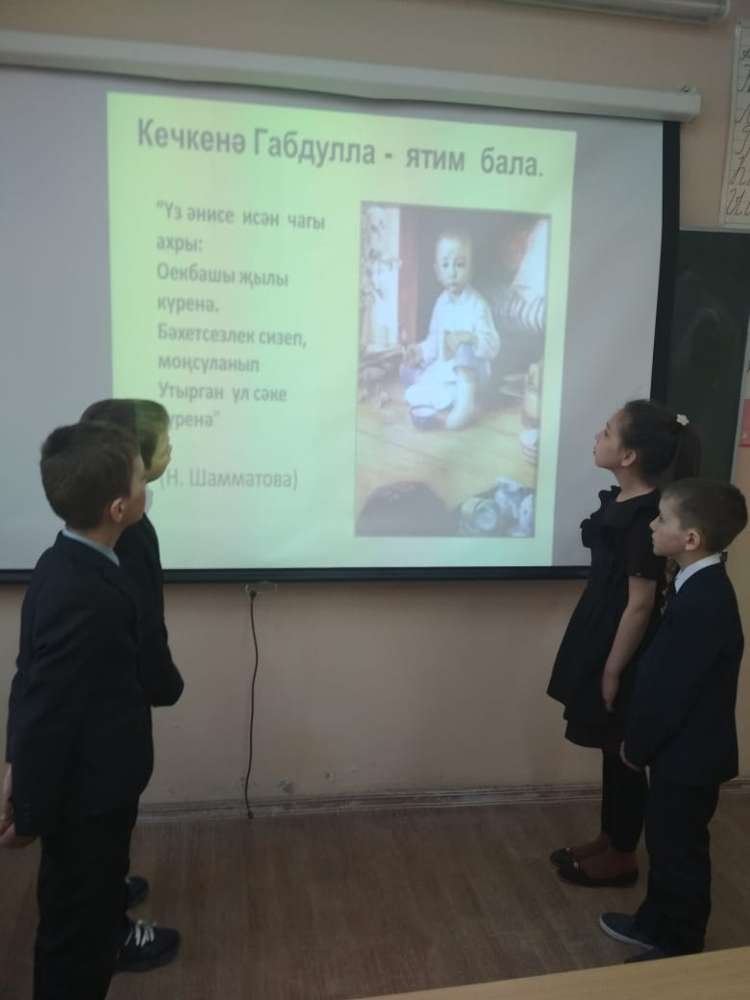 Кечкенә Габдулла - ятим бала.
"Үз әнисе исән чагы
ахры:
Оекбашы җылы
күренә.
Бәхетсезлек сизеп,
моңсуланып
Утырган ул сәке
(Н. Шамматова)